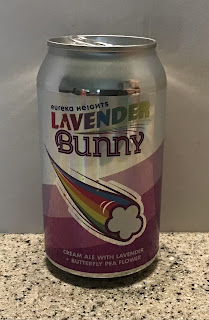 eureka HEIGHTS
LAVENDER
Bunny
CREAM ALE WITH LAVENDER
+ BUTTERFLY PEA FLOWER